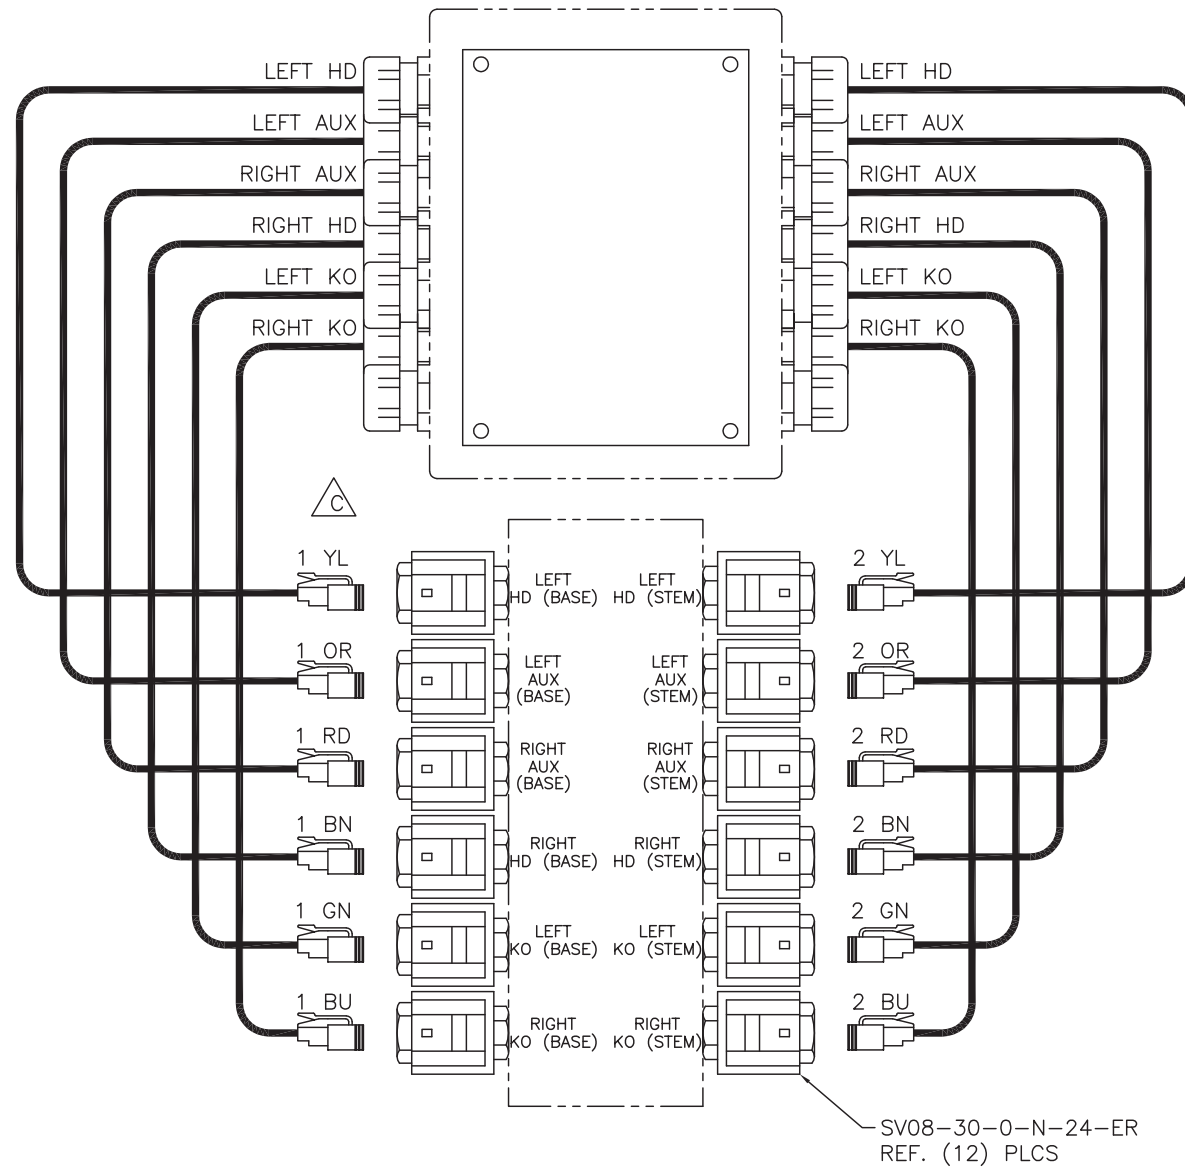 LEFT HD
LEFT HD
LEFT AUX
LEFT AUX
RIGHT AUX
RIGHT AUX
RIGHT HD
RIGHT HD
LEFT KO
LEFT KO
RIGHT KO
RIGHT KO
C
1 YL
LEFT
HD (BASE)
LEFT
HD (STEM)
2 YL
1 OR
LEFT
AUX
(BASE)
LEFT
AUX
(STEM)
2 OR
1 RD
RIGHT
AUX
(BASE)
RIGHT
AUX
(STEM)
2 RD
1 BN
RIGHT
HD (BASE)
RIGHT
HD (STEM)
2 BN
1 GN
LEFT
KO (BASE)
LEFT
KO (STEM)
2 GN
1 BU
RIGHT
KO (BASE)
RIGHT
KO (STEM)
2 BU
SV08-30-0-N-24-ER
REF. (12) PLCS